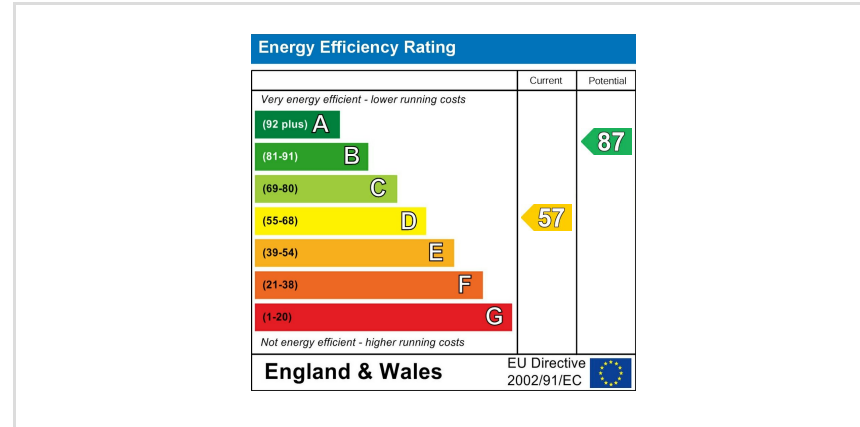 Energy Efficiency Rating
Current Potential
Very energy efficient - lower running costs
(92 plus) A
(81-91) B
87
(69-80) C
(55-68) D
57
(39-54) E
(21-38) F
(1-20) G
Not energy efficient - higher running costs
England & Wales
EU Directive
2002/91/EC